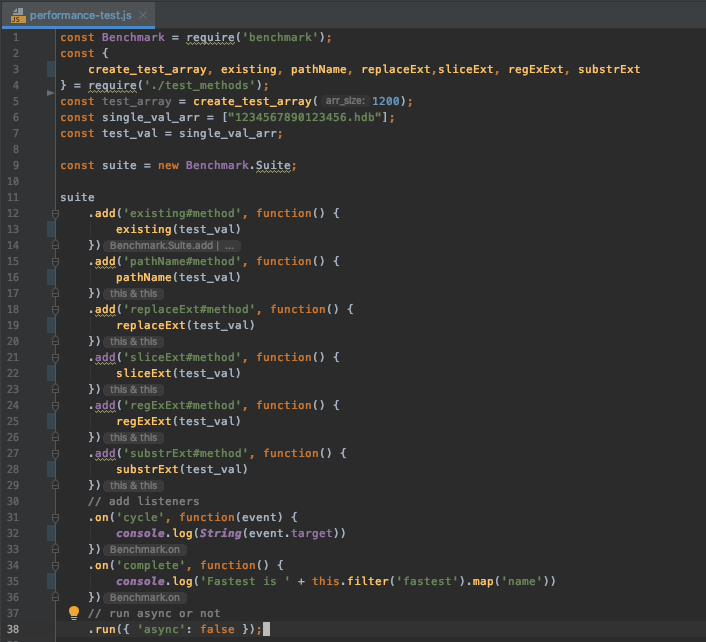 performance-test.js
1 const Benchmark = require('benchmark');
2 const {
3 create_test_array, existing, pathName, replaceExt,sliceExt, regExExt, substrExt
4 } = require('./test_methods');
5 const test_array = create_test_array( arr_size: 1200);
6 const single_val_arr = ["1234567890123456.hdb"];
7 const test_val = single_val_arr;
8
9 const suite = new Benchmark.Suite;
10
11 suite
12 .add('existing#method', function() {
13 existing(test_val)
14 }) Benchmark.Suite.add | ...
15 .add('pathName#method', function() {
16 pathName(test_val)
17 }) this & this
18 .add('replaceExt#method', function() {
19 replaceExt(test_val)
20 }) this & this
21 .add('sliceExt#method', function() {
22 sliceExt(test_val)
23 }) this & this
24 .add('regExExt#method', function() {
25 regExExt(test_val)
26 }) this & this
27 .add('substrExt#method', function() {
28 substrExt(test_val)
29 }) this & this
30 // add listeners
31 .on('cycle', function(event) {
32 console.log(String(event.target))
33 }) Benchmark.on
34 .on('complete', function() {
35 console.log('Fastest is ' + this.filter('fastest').map('name'))
36 }) Benchmark.on
37 // run async or not
38 .run({ 'async': false });